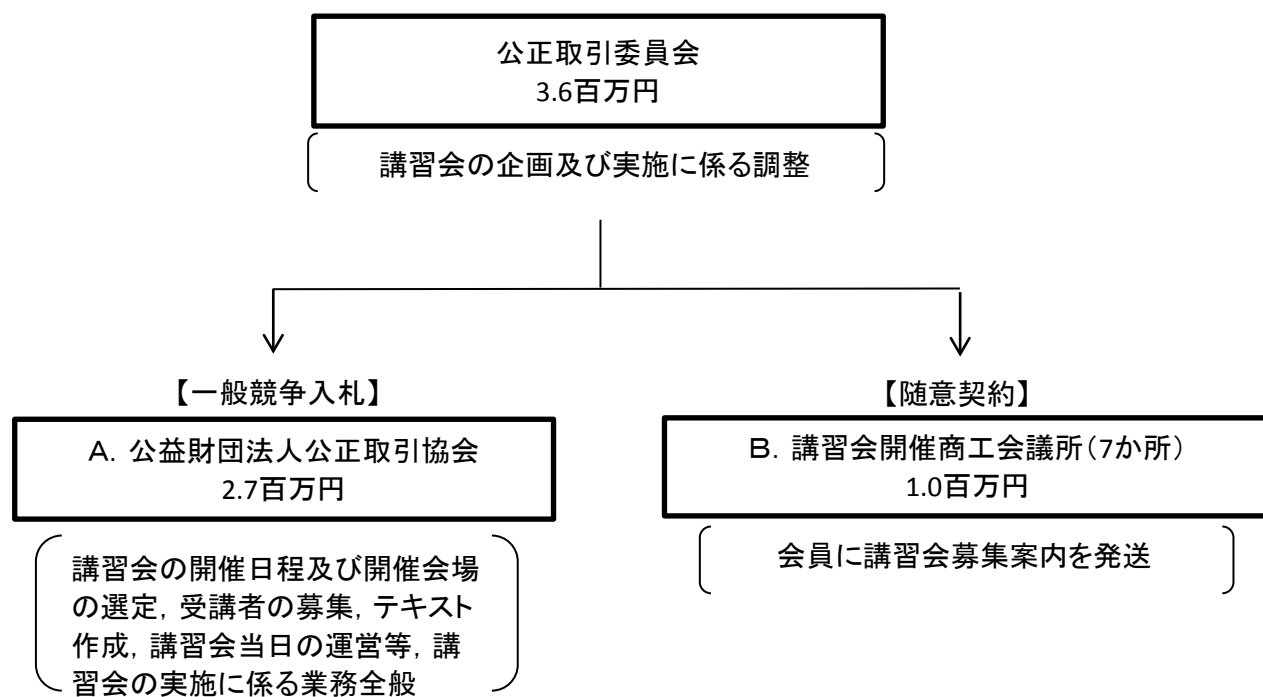 公正取引委員会
3.6百万円
講習会の企画及び実施に係る調整
【一般競争入札】
A．公益財団法人公正取引協会
2.7百万円
講習会の開催日程及び開催会場
の選定，受講者の募集，テキスト
作成，講習会当日の運営等，講
習会の実施に係る業務全般
【随意契約】
B．講習会開催商工会議所（7か所）
1.0百万円
会員に講習会募集案内を発送